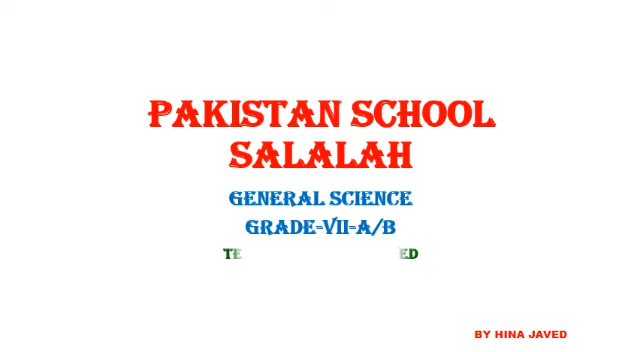 PAKISTAN SCHOOL
SALALAH
GENERAL SCIENCE
GRADE-VII-A/B
BY HINA JAVED